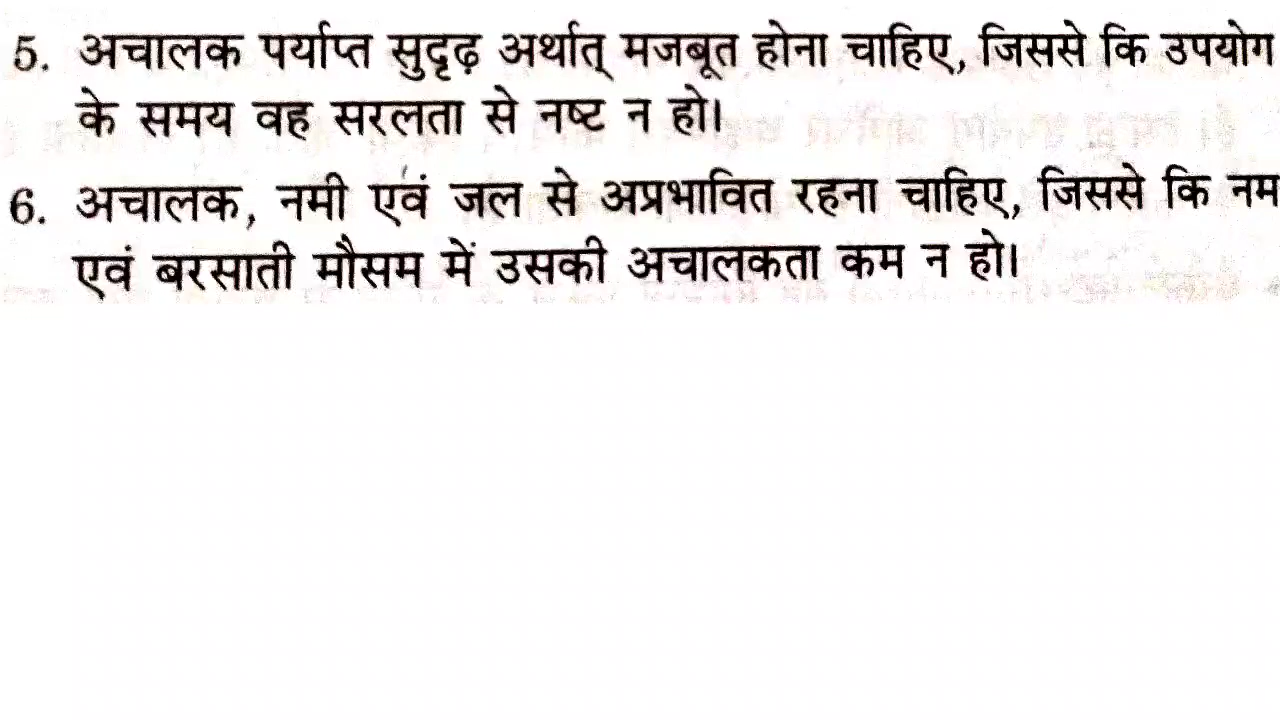 5. अचालक पर्याप्त सुदृढ़ अर्थात् मजबूत होना चाहिए, जिससे कि उपयोग
के समय वह सरलता से नष्ट न हो।
6. अचालक, नमी एवं जल से अप्रभावित रहना चाहिए, जिससे कि नम
एवं बरसाती मौसम में उसकी अचालकता कम न हो।